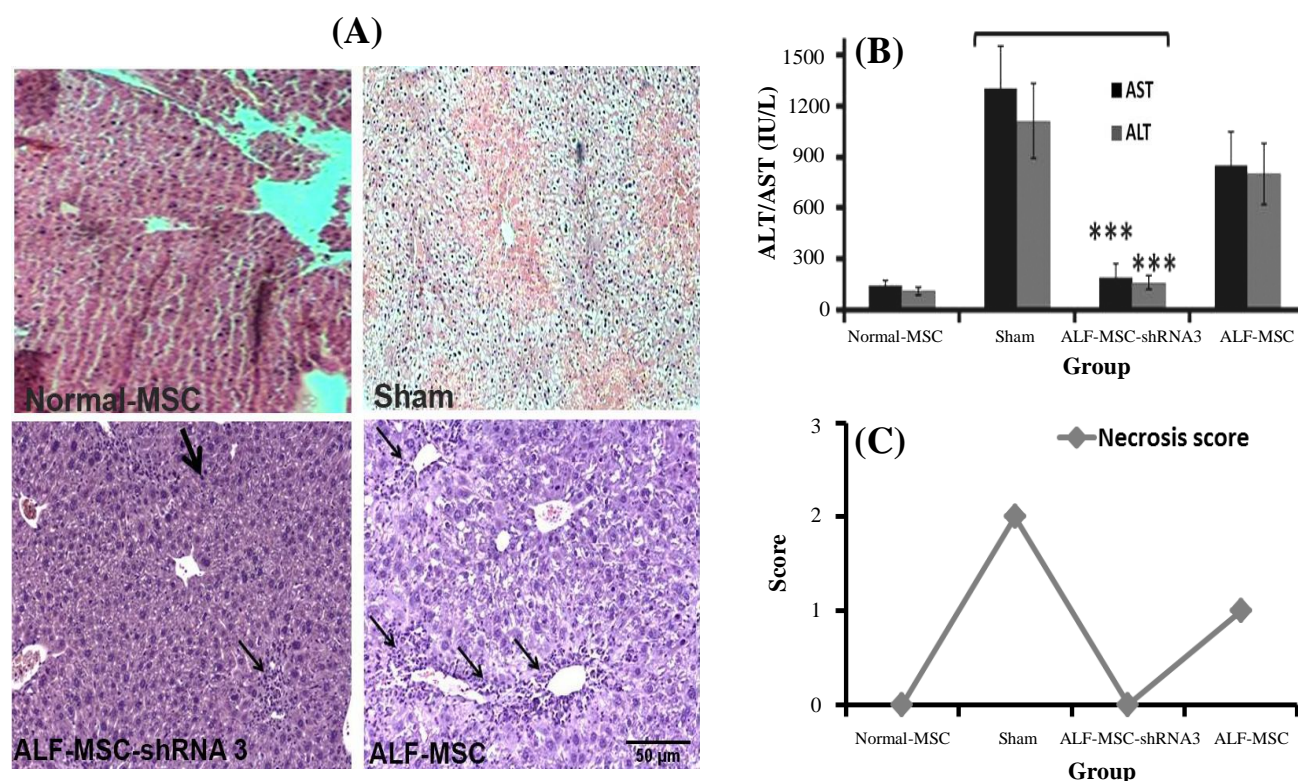 (A)
Normal-MSC
Sham
ALF-MSC-shRNA 3
ALF-MSC
50 µm
(B)
ALT/AST (IU/L)
1500
1200
900
600
300
0
AST
ALT
***
***
Normal-MSC Sham ALF-MSC-shRNA3 ALF-MSC
Group
(C)
Necrosis score
Score
3
2
1
0
Normal-MSC Sham ALF-MSC-shRNA3 ALF-MSC
Group